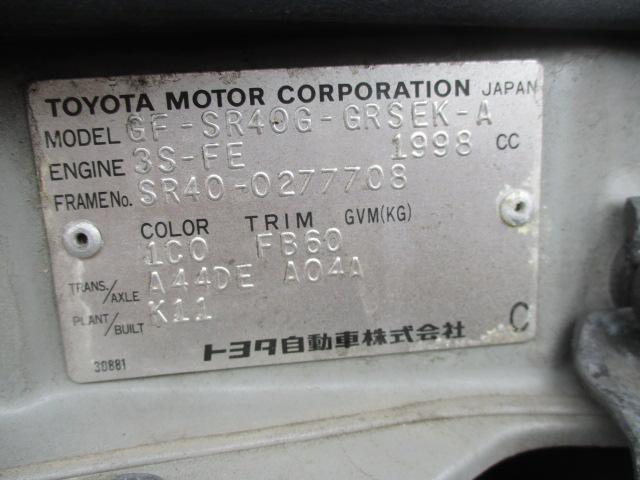 TOYOTA MOTOR CORPORATION JAPAN
MODEL GF-SR40G-GRSEK-A
ENGINE 3S-FE 1998 CC
FRAME No. SR40-0277708
COLOR TRIM GVM(KG)
1C0 FB60
TRANS./AXLE A44DE A04A
PLANT/BUILT K11
トヨタ自動車株式会社 C
30881